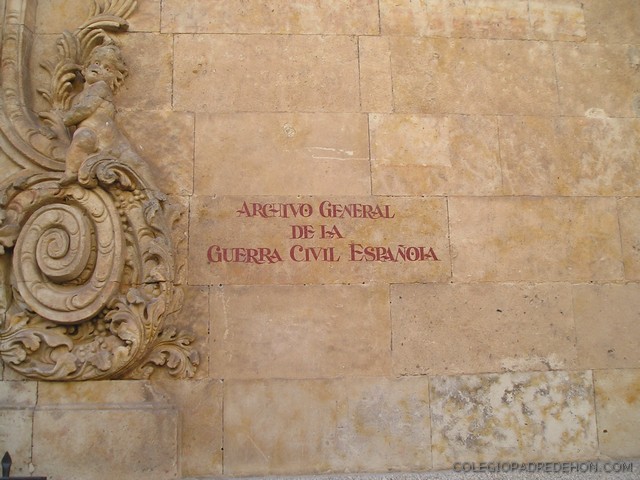 Archivo General
de la
Guerra Civil Española
COLEGIOPADREDEHON.COM